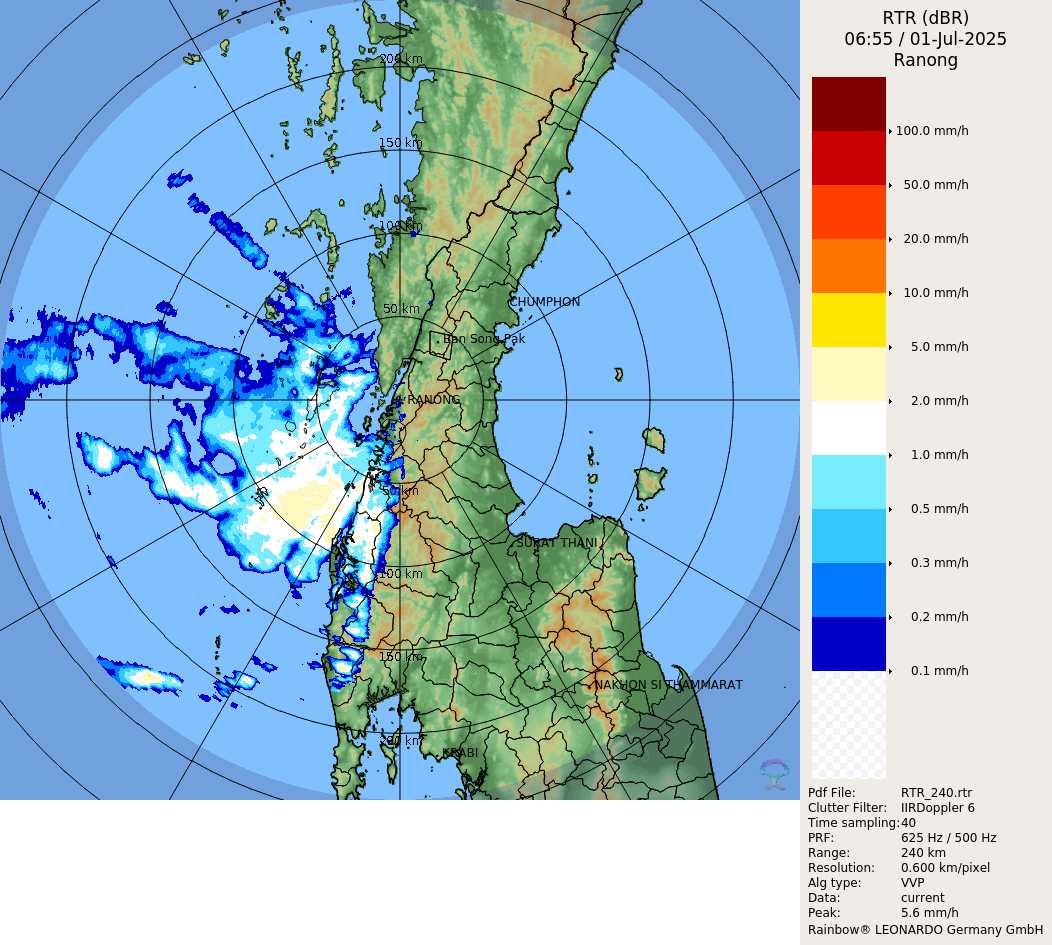 RTR (dBR)
06:55 / 01-Jul-2025
Ranong
200 km
150 km
100 km
50 km
CHUMPHON
Ban Song Pak
RANONG
50 km
SURAT THANI
100 km
150 km
NAKHON SI THAMMARAT
200 km
KRABI
100.0 mm/h
50.0 mm/h
20.0 mm/h
10.0 mm/h
5.0 mm/h
2.0 mm/h
1.0 mm/h
0.5 mm/h
0.3 mm/h
0.2 mm/h
0.1 mm/h
Pdf File: RTR_240.rtr
Clutter Filter: IIRDoppler 6
Time sampling:40
PRF: 625 Hz / 500 Hz
Range: 240 km
Resolution: 0.600 km/pixel
Alg type: VVP
Data: current
Peak: 5.6 mm/h
Rainbow® LEONARDO Germany GmbH